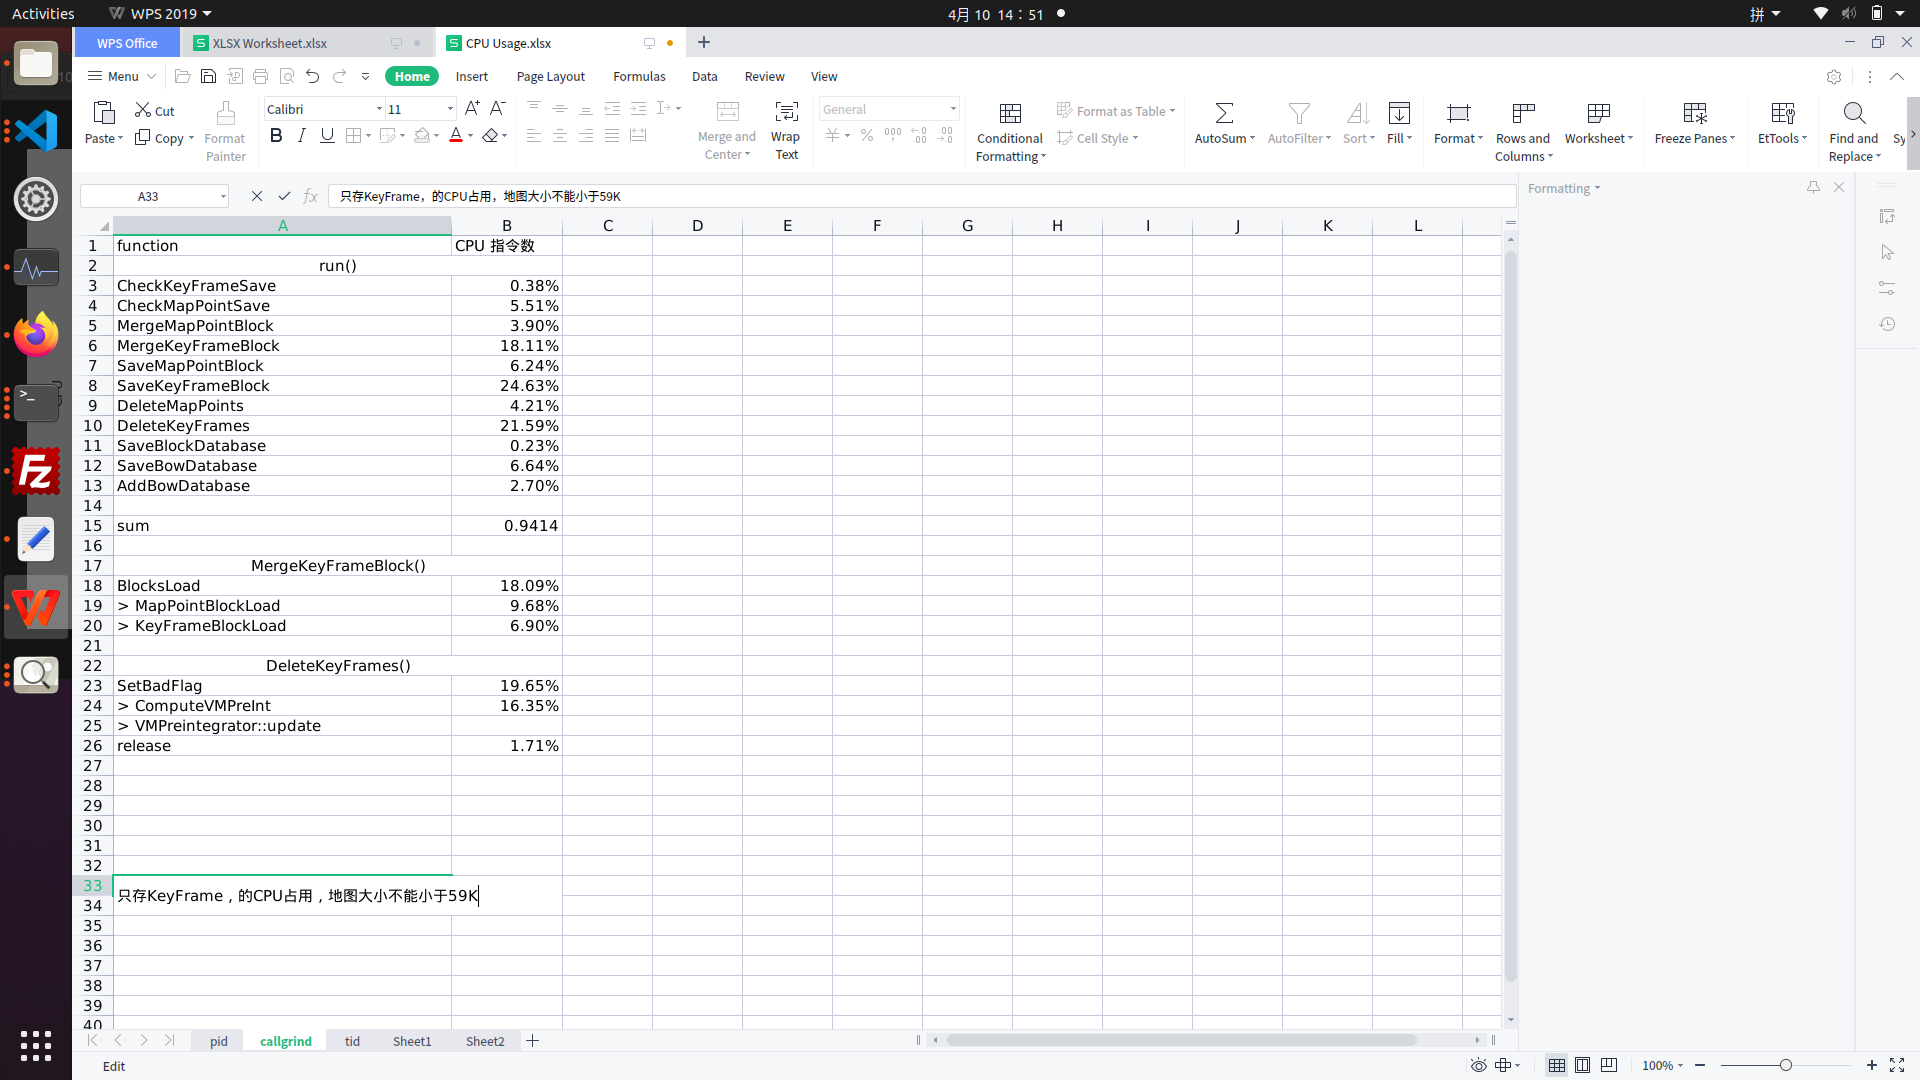 Activities
WPS 2019
4月 10 14：51
拼
WPS Office
XLSX Worksheet.xlsx
CPU Usage.xlsx
Menu
Home
Insert
Page Layout
Formulas
Data
Review
View
Paste
Cut
Copy
Format
Painter
Calibri
11
Merge and
Center
Wrap
Text
General
Conditional
Formatting
Format as Table
Cell Style
AutoSum
AutoFilter
Sort
Fill
Format
Rows and
Columns
Worksheet
Freeze Panes
EtTools
Find and
Replace
A33
只存KeyFrame，的CPU占用，地图大小不能小于59K
Formatting
A B C D E F G H I J K L
1 function CPU 指令数
2 run()
3 CheckKeyFrameSave 0.38%
4 CheckMapPointSave 5.51%
5 MergeMapPointBlock 3.90%
6 MergeKeyFrameBlock 18.11%
7 SaveMapPointBlock 6.24%
8 SaveKeyFrameBlock 24.63%
9 DeleteMapPoints 4.21%
10 DeleteKeyFrames 21.59%
11 SaveBlockDatabase 0.23%
12 SaveBowDatabase 6.64%
13 AddBowDatabase 2.70%
14
15 sum 0.9414
16
17 MergeKeyFrameBlock()
18 BlocksLoad 18.09%
19 > MapPointBlockLoad 9.68%
20 > KeyFrameBlockLoad 6.90%
21
22 DeleteKeyFrames()
23 SetBadFlag 19.65%
24 > ComputeVMPreInt 16.35%
25 > VMPreintegrator::update
26 release 1.71%
27
28
29
30
31
32
33
只存KeyFrame，的CPU占用，地图大小不能小于59K
34
35
36
37
38
39
40
pid
callgrind
tid
Sheet1
Sheet2
Edit
100%